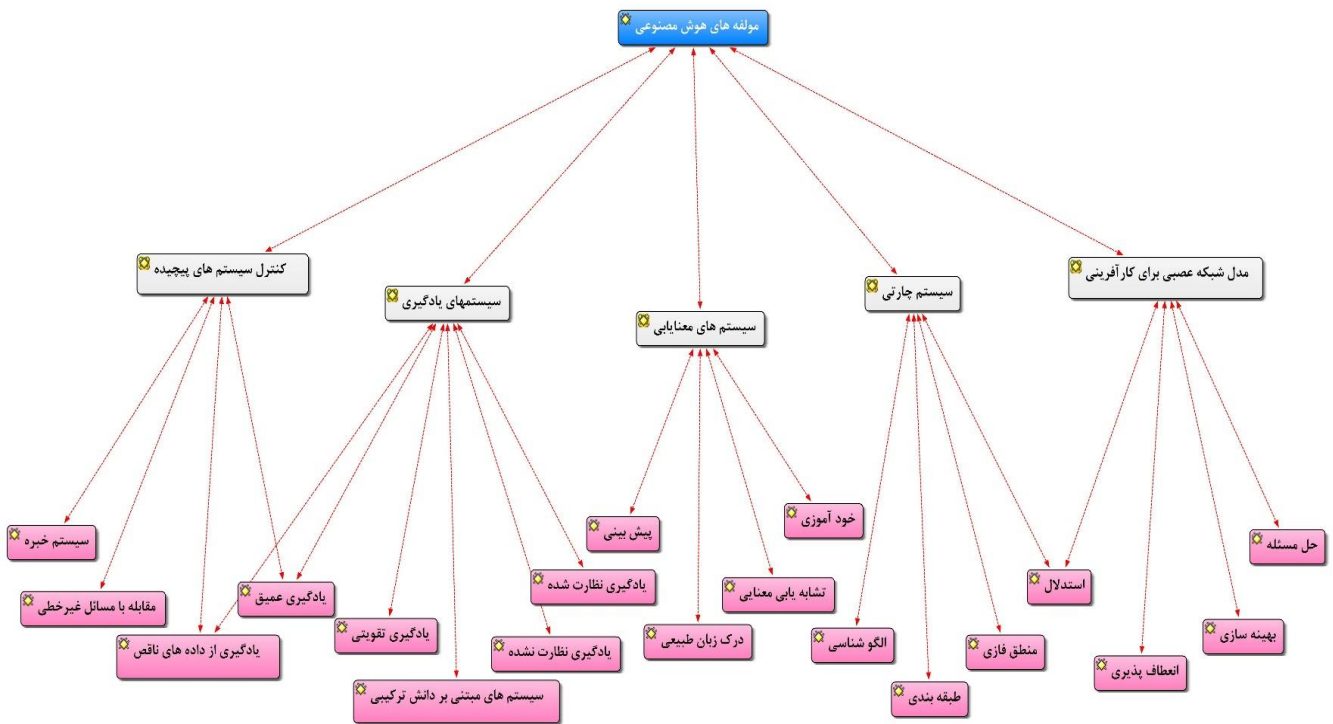 مولفه های هوش مصنوعی
مدل شبکه عصبی برای کارآفرینی
سیستم چارتی
سیستم های معنایابی
سیستمهای یادگیری
کنترل سیستم های پیچیده
حل مسئله
بهینه سازی
انعطاف پذیری
استدلال
منطق فازی
طبقه بندی
الگو شناسی
خود آموزی
تشابه یابی معنایی
درک زبان طبیعی
پیش بینی
یادگیری نظارت شده
یادگیری نظارت نشده
سیستم های مبتنی بر دانش ترکیبی
یادگیری تقویتی
یادگیری عمیق
یادگیری از داده های ناقص
مقابله با مسائل غیرخطی
سیستم خبره